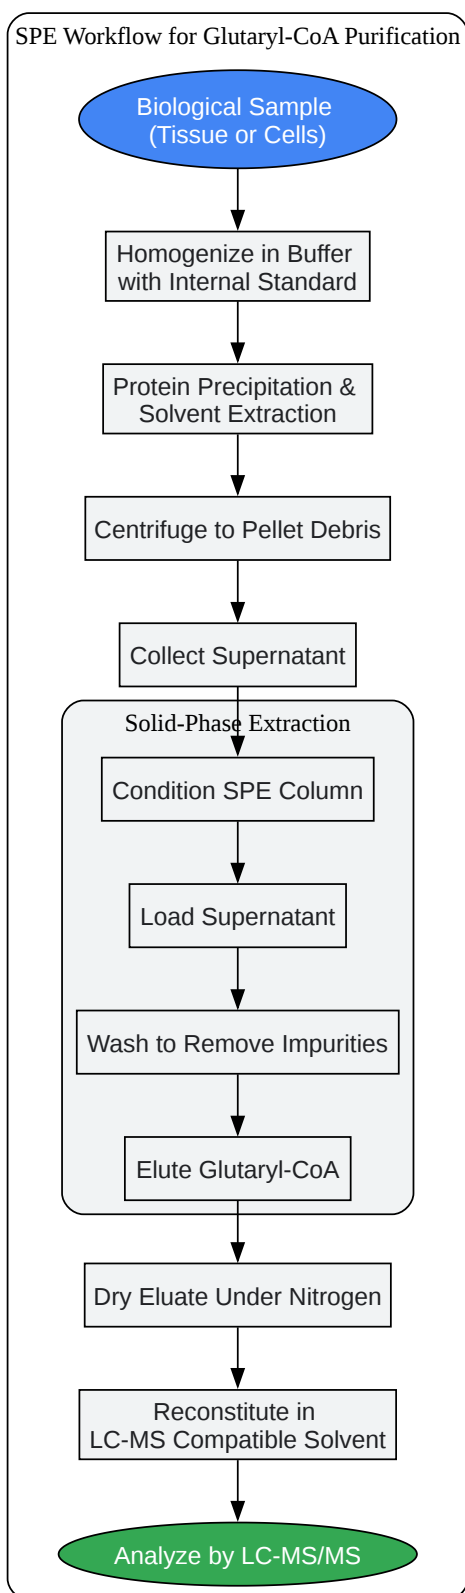 SPE Workflow for Glutaryl-CoA Purification
Biological Sample
(Tissue or Cells)
Homogenize in Buffer
with Internal Standard
Protein Precipitation &
Solvent Extraction
Centrifuge to Pellet Debris
Collect Supernatant
Solid-Phase Extraction
Condition SPE Column
Load Supernatant
Wash to Remove Impurities
Elute Glutaryl-CoA
Dry Eluate Under Nitrogen
Reconstitute in
LC-MS Compatible Solvent
Analyze by LC-MS/MS